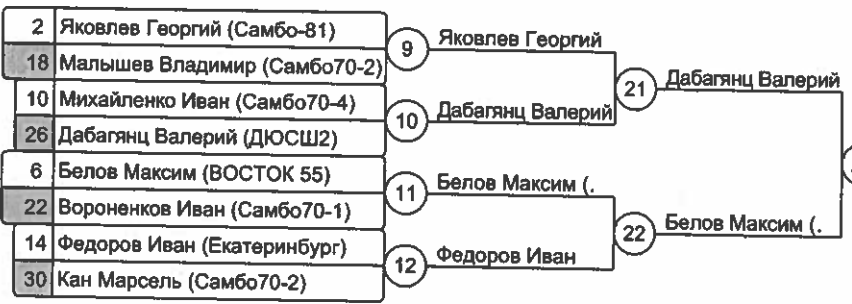 2 Яковлев Георгий (Самбо-81)
18 Малышев Владимир (Самбо70-2)
10 Михайленко Иван (Самбо70-4)
26 Дабагянц Валерий (ДЮСШ2)
6 Белов Максим (ВОСТОК 55)
22 Вороненков Иван (Самбо70-1)
14 Федоров Иван (Екатеринбург)
30 Кан Марсель (Самбо70-2)
9 Яковлев Георгий
10 Дабагянц Валерий
11 Белов Максим (.
12 Федоров Иван
21 Дабагянц Валерий
22 Белов Максим (.